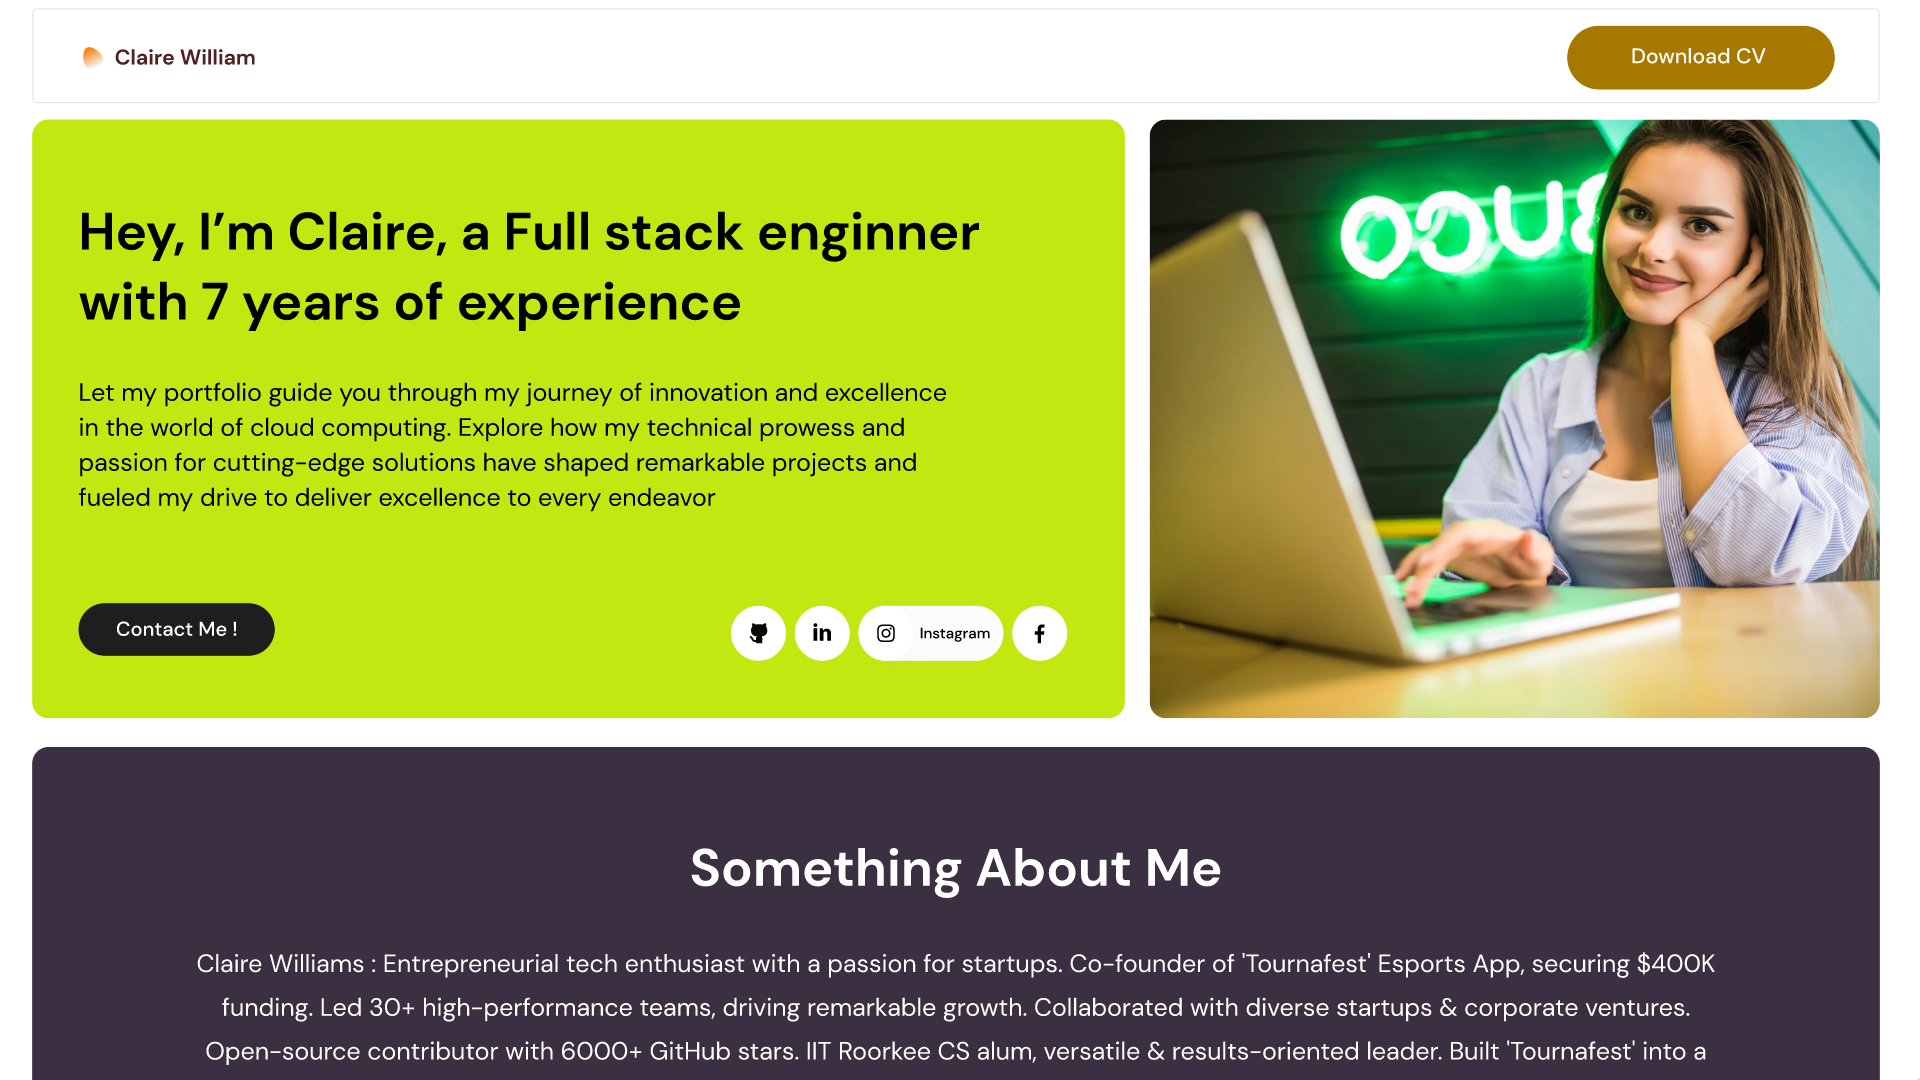 Claire William
Download CV
Hey, I’m Claire, a Full stack enginner
with 7 years of experience
Let my portfolio guide you through my journey of innovation and excellence
in the world of cloud computing. Explore how my technical prowess and
passion for cutting-edge solutions have shaped remarkable projects and
fueled my drive to deliver excellence to every endeavor
Contact Me !
in
Instagram
f
Something About Me
Claire Williams : Entrepreneurial tech enthusiast with a passion for startups. Co-founder of 'Tournafest' Esports App, securing $400K
funding. Led 30+ high-performance teams, driving remarkable growth. Collaborated with diverse startups & corporate ventures.
Open-source contributor with 6000+ GitHub stars. IIT Roorkee CS alum, versatile & results-oriented leader. Built 'Tournafest' into a